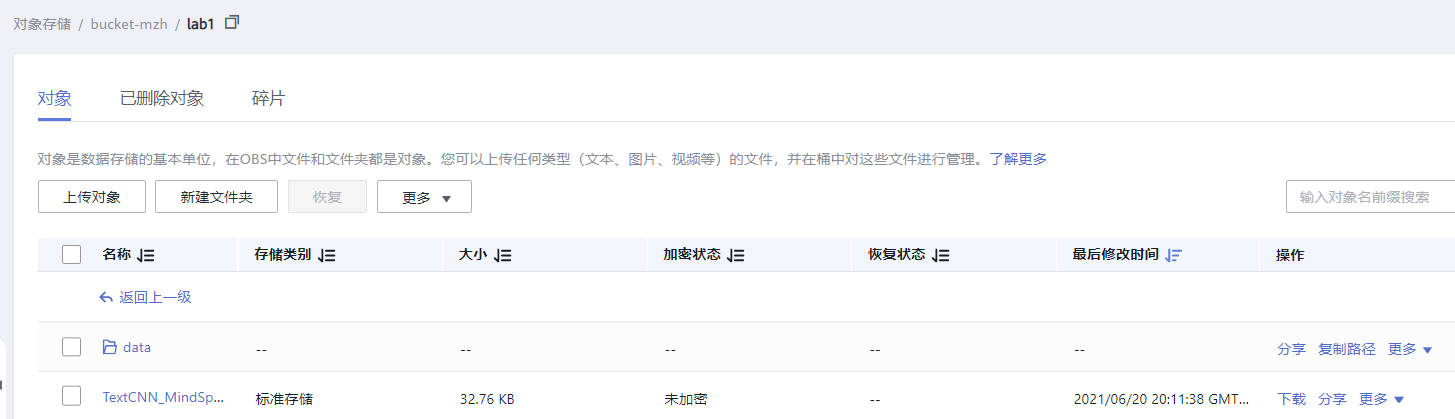 对象存储 / bucket-mzh / lab1
对象 已删除对象 碎片
对象是数据存储的基本单位，在OBS中文件和文件夹都是对象。您可以上传任何类型（文本、图片、视频等）的文件，并在桶中对这些文件进行管理。了解更多
上传对象 新建文件夹 恢复 更多 输入对象名前缀搜索
名称 存储类别 大小 加密状态 恢复状态 最后修改时间 操作
返回上一级
data -- -- -- -- -- 分享 复制路径 更多
TextCNN_MindSp... 标准存储 32.76 KB 未加密 -- 2021/06/20 20:11:38 GMT... 下载 分享 更多